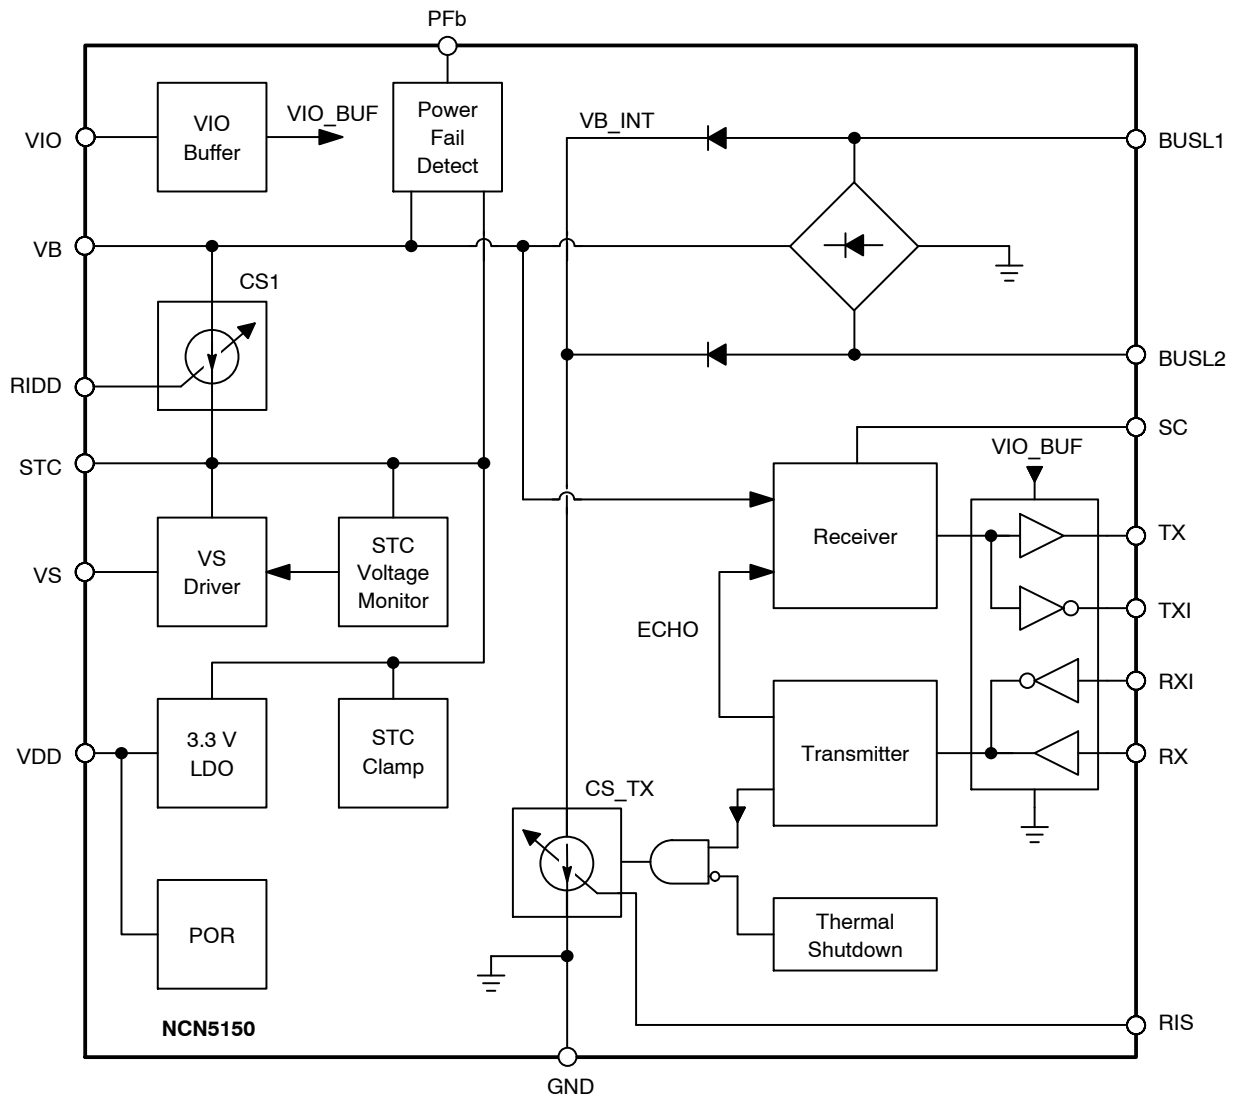 PFb
VIO
VIO
Buffer
VIO_BUF
Power
Fail
Detect
VB_INT
BUSL1
VB
CS1
RIDD
BUSL2
STC
SC
VIO_BUF
VS
VS
Driver
STC
Voltage
Monitor
Receiver
TX
TXI
ECHO
RXI
VDD
3.3 V
LDO
STC
Clamp
Transmitter
RX
CS_TX
POR
Thermal
Shutdown
NCN5150
RIS
GND